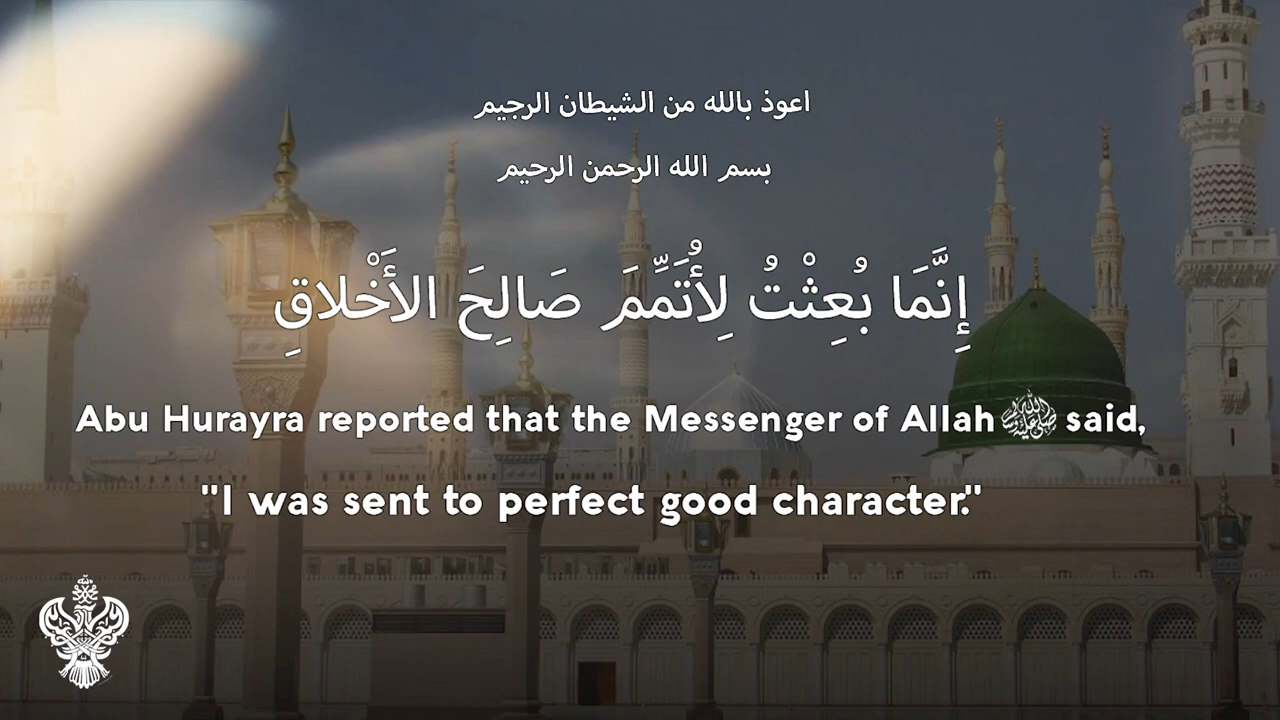 اعوذ بالله من الشيطان الرجيم
بسم الله الرحمن الرحيم
إِنَّمَا بُعِثْتُ لِأُتَمِّمَ صَالِحَ الأَخْلاقِ
Abu Hurayra reported that the Messenger of Allah ﷺ said,
"I was sent to perfect good character."